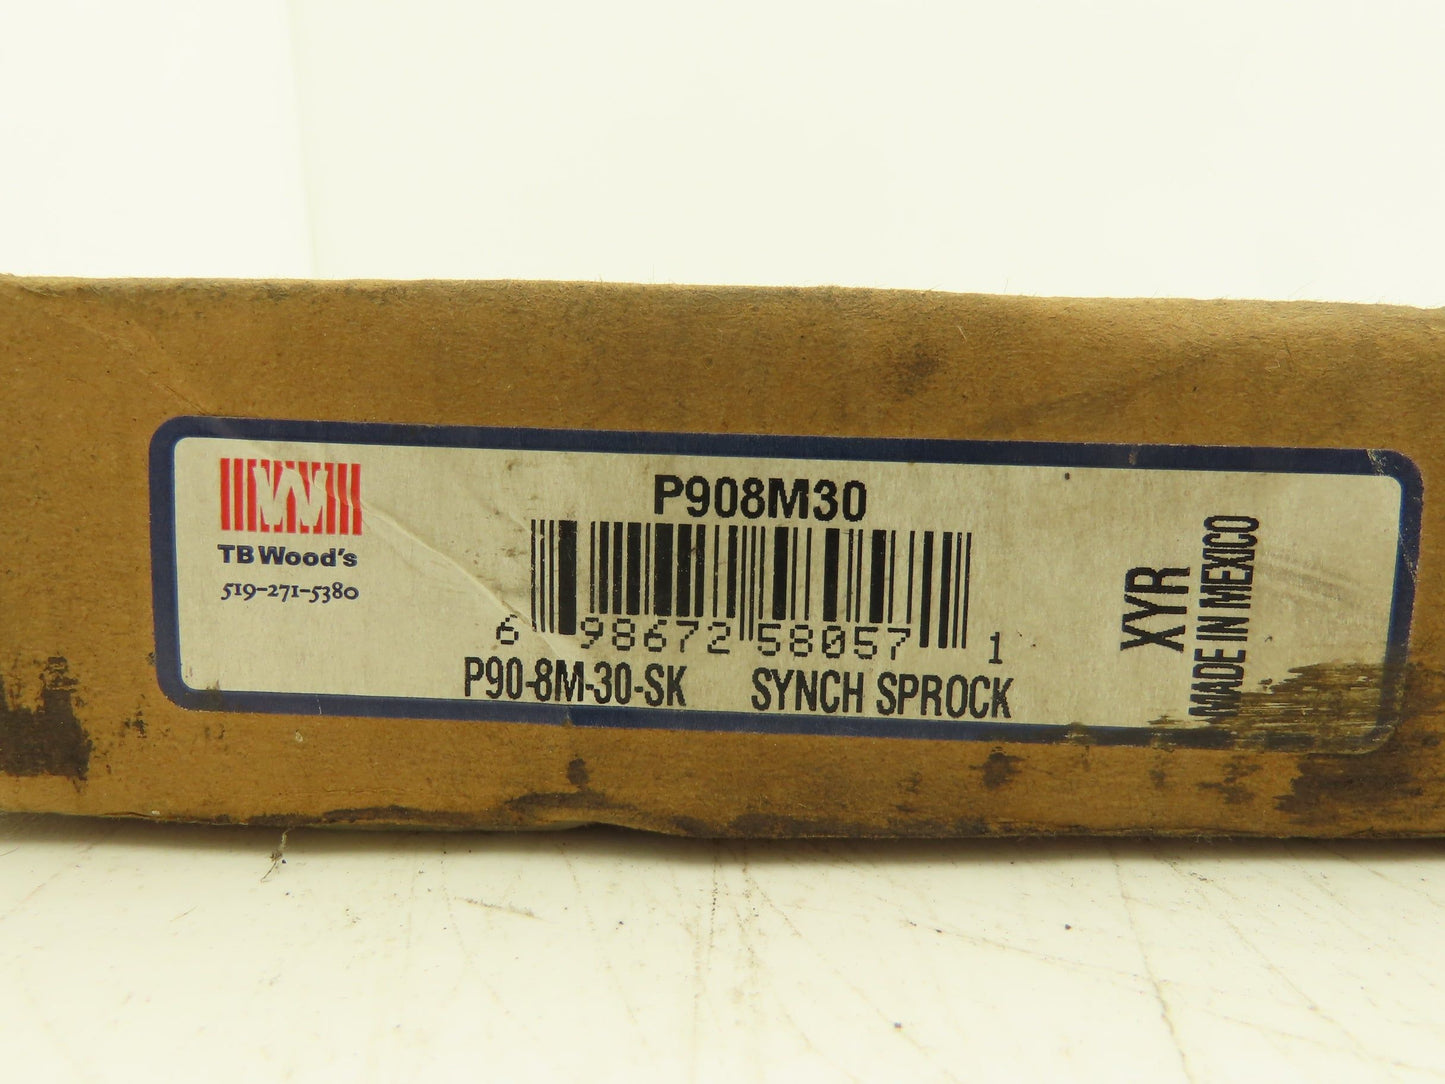 TB Wood's
519-271-5380
P908M30
6 98672 58057 1
P90-8M-30-SK SYNCH SPROCK
XYR
MADE IN MEXICO